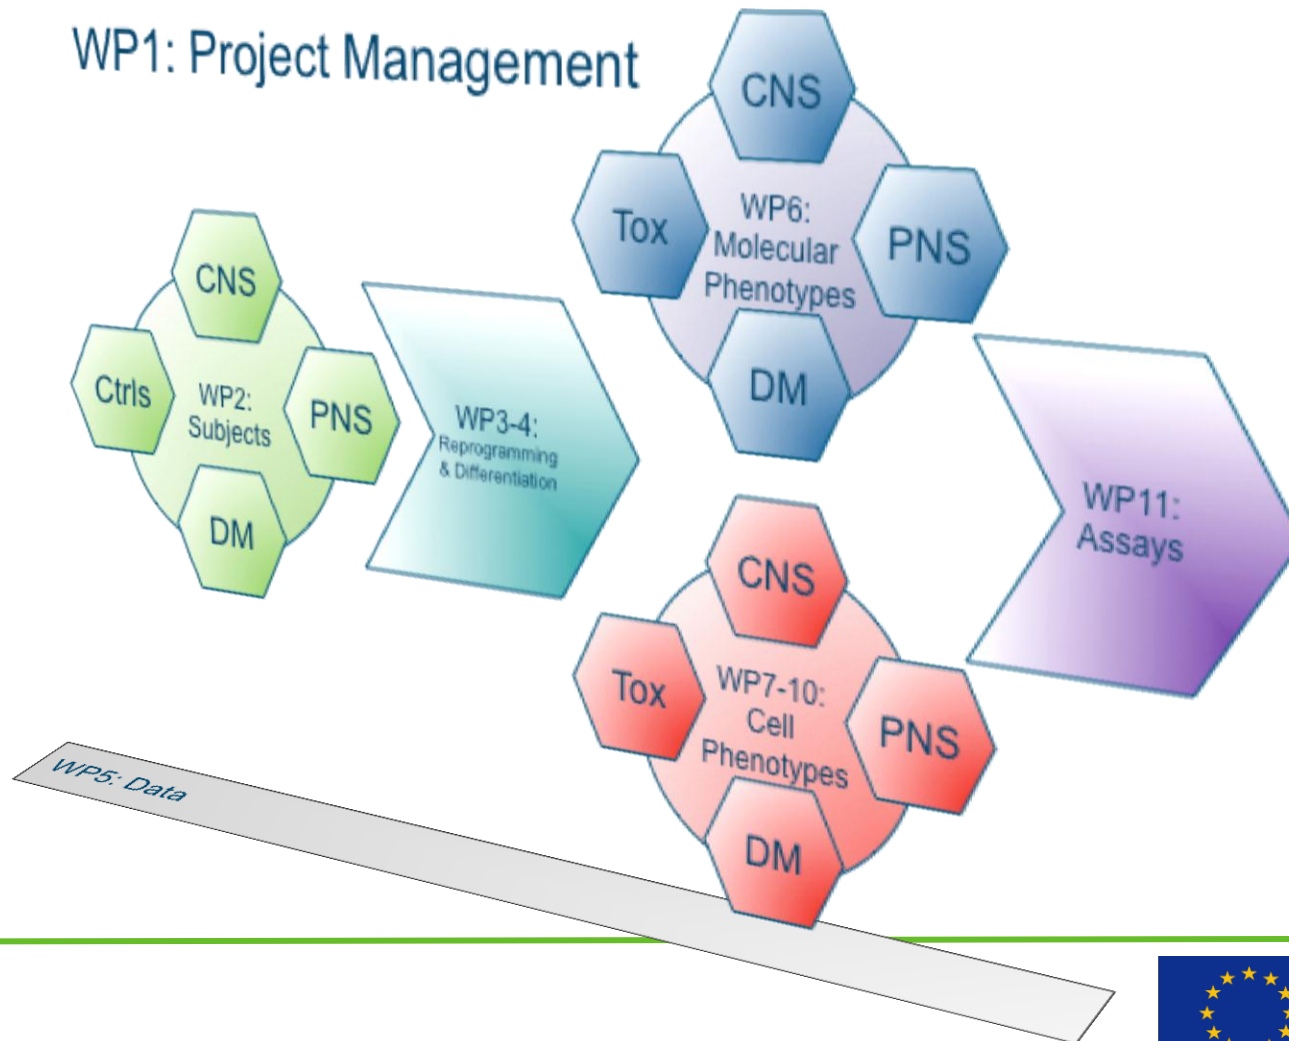 WP1: Project Management
CNS
Ctrls
WP2:
Subjects
PNS
DM
WP3-4:
Reprogramming
& Differentiation
CNS
Tox
WP6:
Molecular
Phenotypes
PNS
DM
CNS
Tox
WP7-10:
Cell
Phenotypes
PNS
DM
WP11:
Assays
WP5: Data